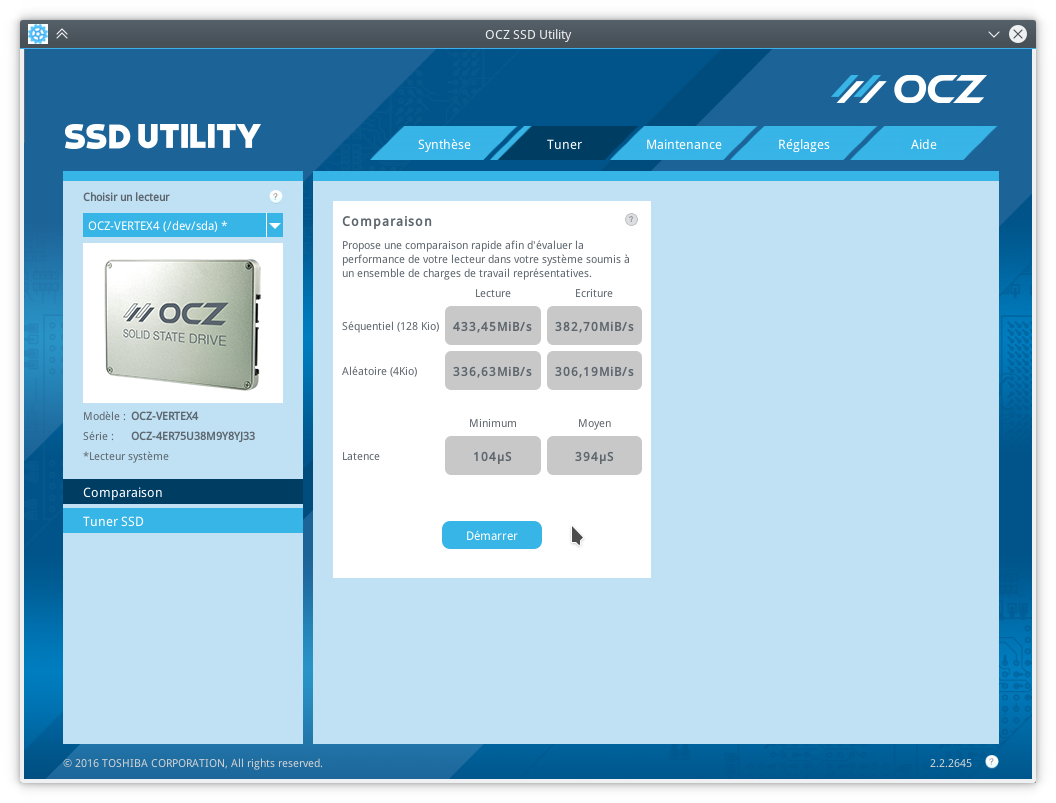 OCZ SSD Utility
OCZ
SSD UTILITY
Synthèse
Tuner
Maintenance
Réglages
Aide
Choisir un lecteur
?
OCZ-VERTEX4 (/dev/sda) *
OCZ
SOLID STATE DRIVE
Modèle : OCZ-VERTEX4
Série : OCZ-4ER75U38M9Y8YJ33
*Lecteur système
Comparaison
Tuner SSD
Comparaison
?
Propose une comparaison rapide afin d'évaluer la
performance de votre lecteur dans votre système soumis à
un ensemble de charges de travail représentatives.
Lecture Ecriture
Séquentiel (128 Kio) 433,45MiB/s 382,70MiB/s
Aléatoire (4Kio) 336,63MiB/s 306,19MiB/s
Minimum Moyen
Latence 104µS 394µS
Démarrer
© 2016 TOSHIBA CORPORATION, All rights reserved.
2.2.2645 ?